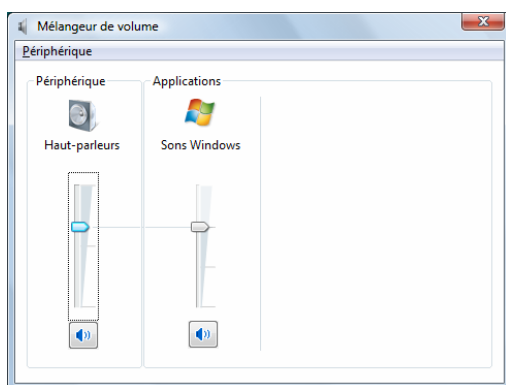 Mélangeur de volume
Périphérique
Périphérique
Applications
Haut-parleurs
Sons Windows